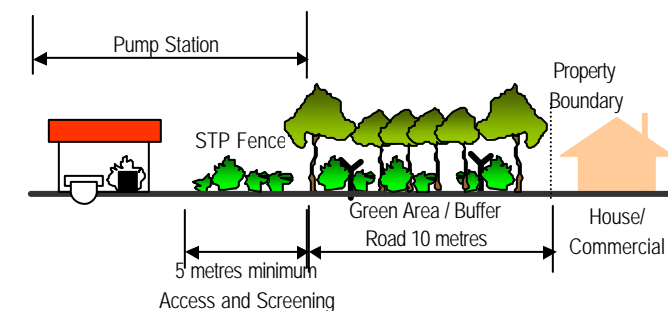 Pump Station
Property
Boundary
STP Fence
Green Area / Buffer
Road 10 metres
House/
Commercial
5 metres minimum
Access and Screening